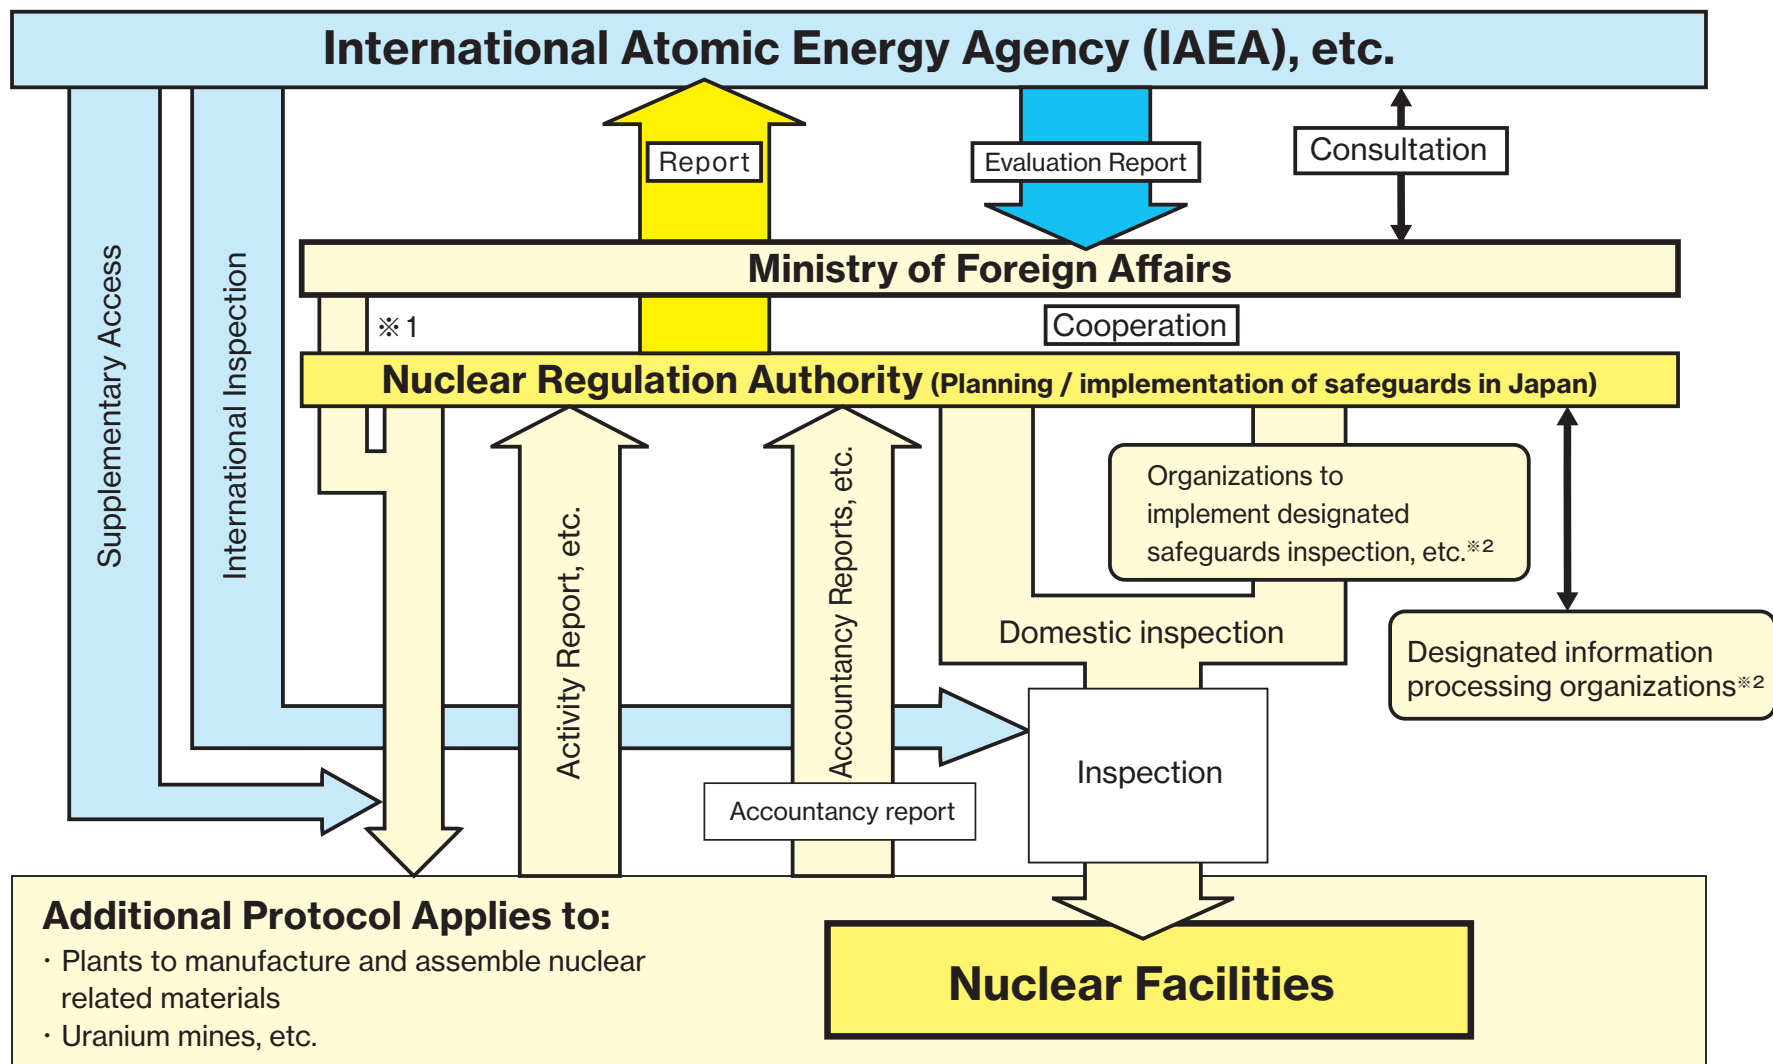 International Atomic Energy Agency (IAEA), etc.
Report
Evaluation Report
Consultation
Supplementary Access
International Inspection
Ministry of Foreign Affairs
※1
Cooperation
Nuclear Regulation Authority (Planning / implementation of safeguards in Japan)
Activity Report, etc.
Accountancy Reports, etc.
Organizations to
implement designated
safeguards inspection, etc.※2
Domestic inspection
Designated information
processing organizations※2
Inspection
Accountancy report
Additional Protocol Applies to:
・Plants to manufacture and assemble nuclear
related materials
・Uranium mines, etc.
Nuclear Facilities